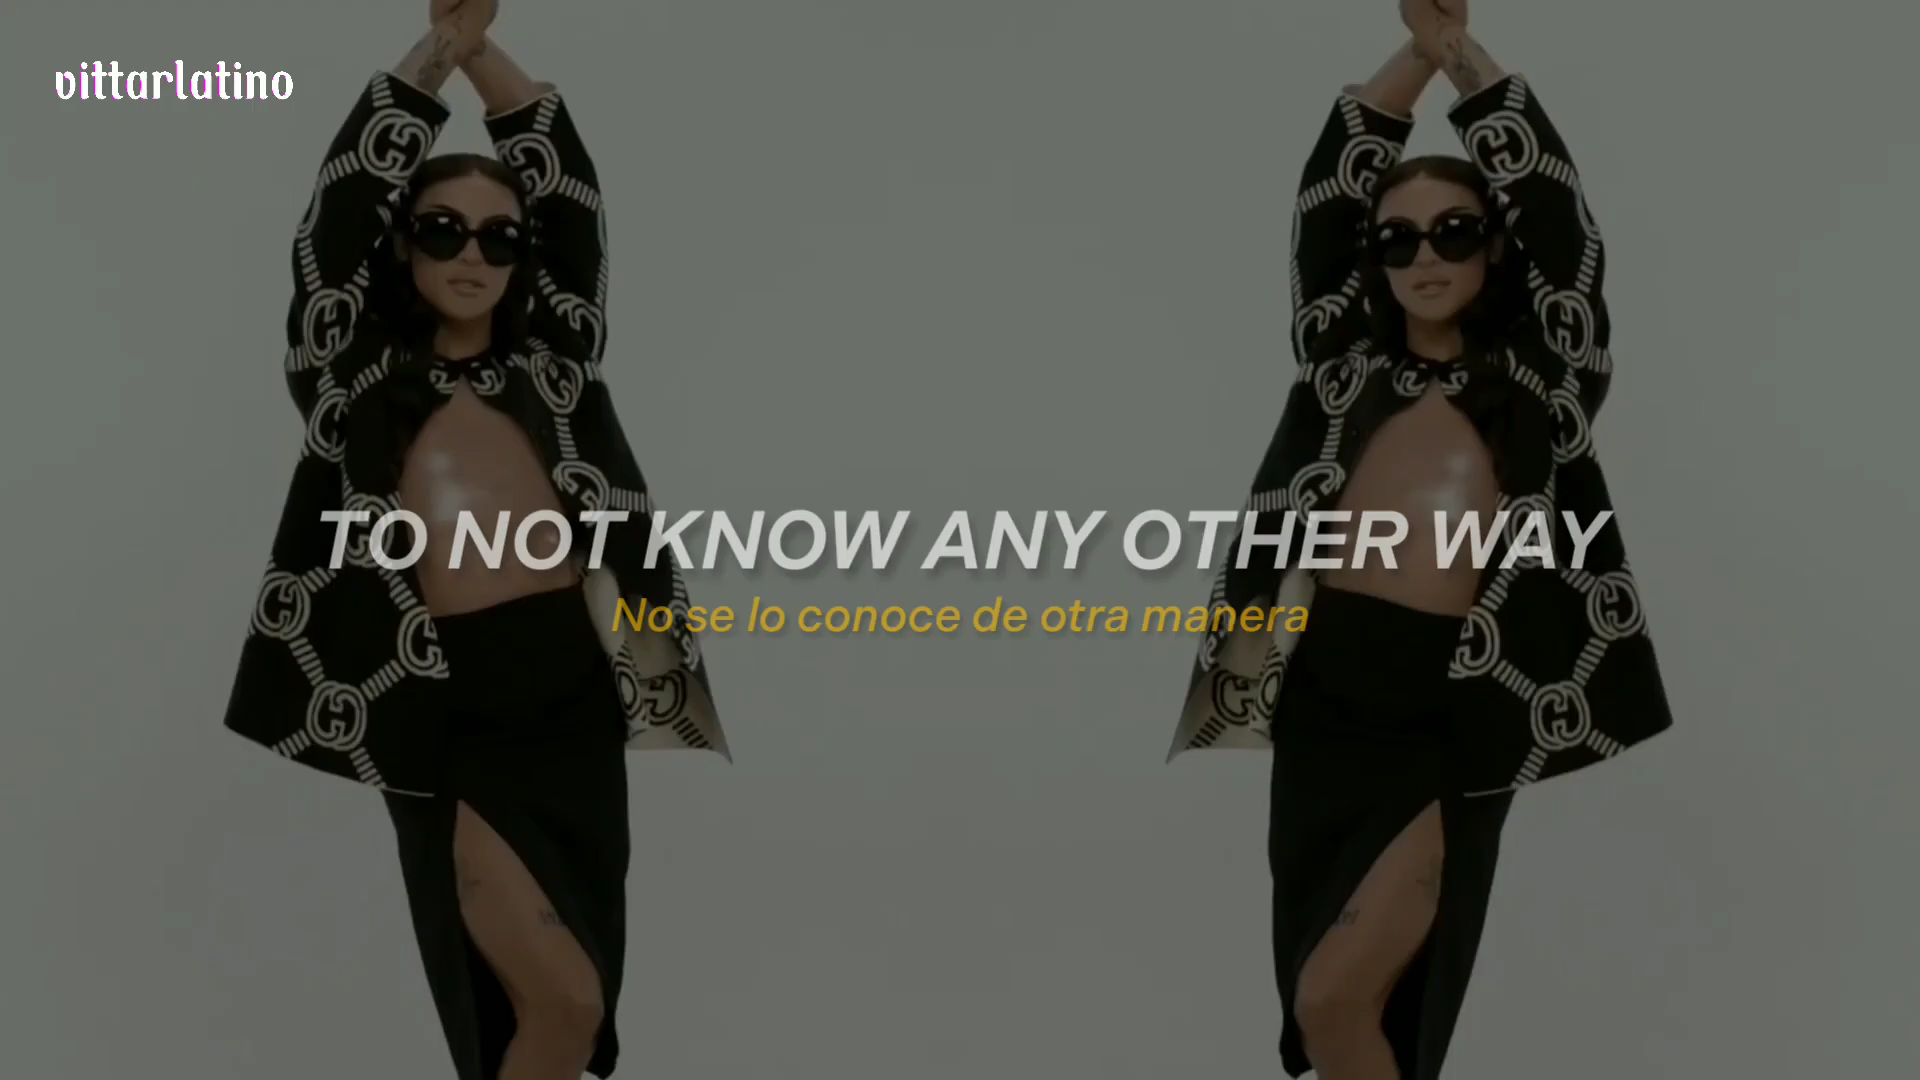 vittarlatino
TO NOT KNOW ANY OTHER WAY
No se lo conoce de otra manera